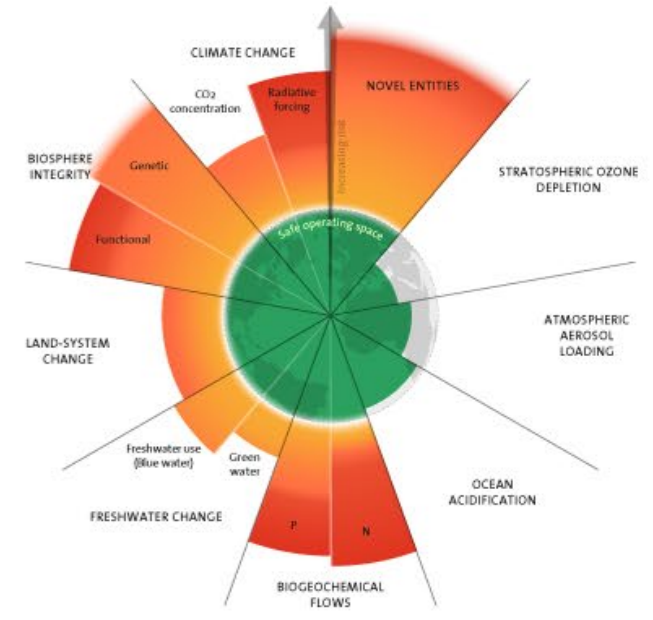 CLIMATE CHANGE
CO2
concentration
Radiative
forcing
NOVEL ENTITIES
Increasing risk
BIOSPHERE
INTEGRITY
Genetic
Functional
STRATOSPHERIC OZONE
DEPLETION
Safe operating space
ATMOSPHERIC
AEROSOL
LOADING
LAND-SYSTEM
CHANGE
Freshwater use
(Blue water)
Green
water
FRESHWATER CHANGE
P
N
OCEAN
ACIDIFICATION
BIOGEOCHEMICAL
FLOWS